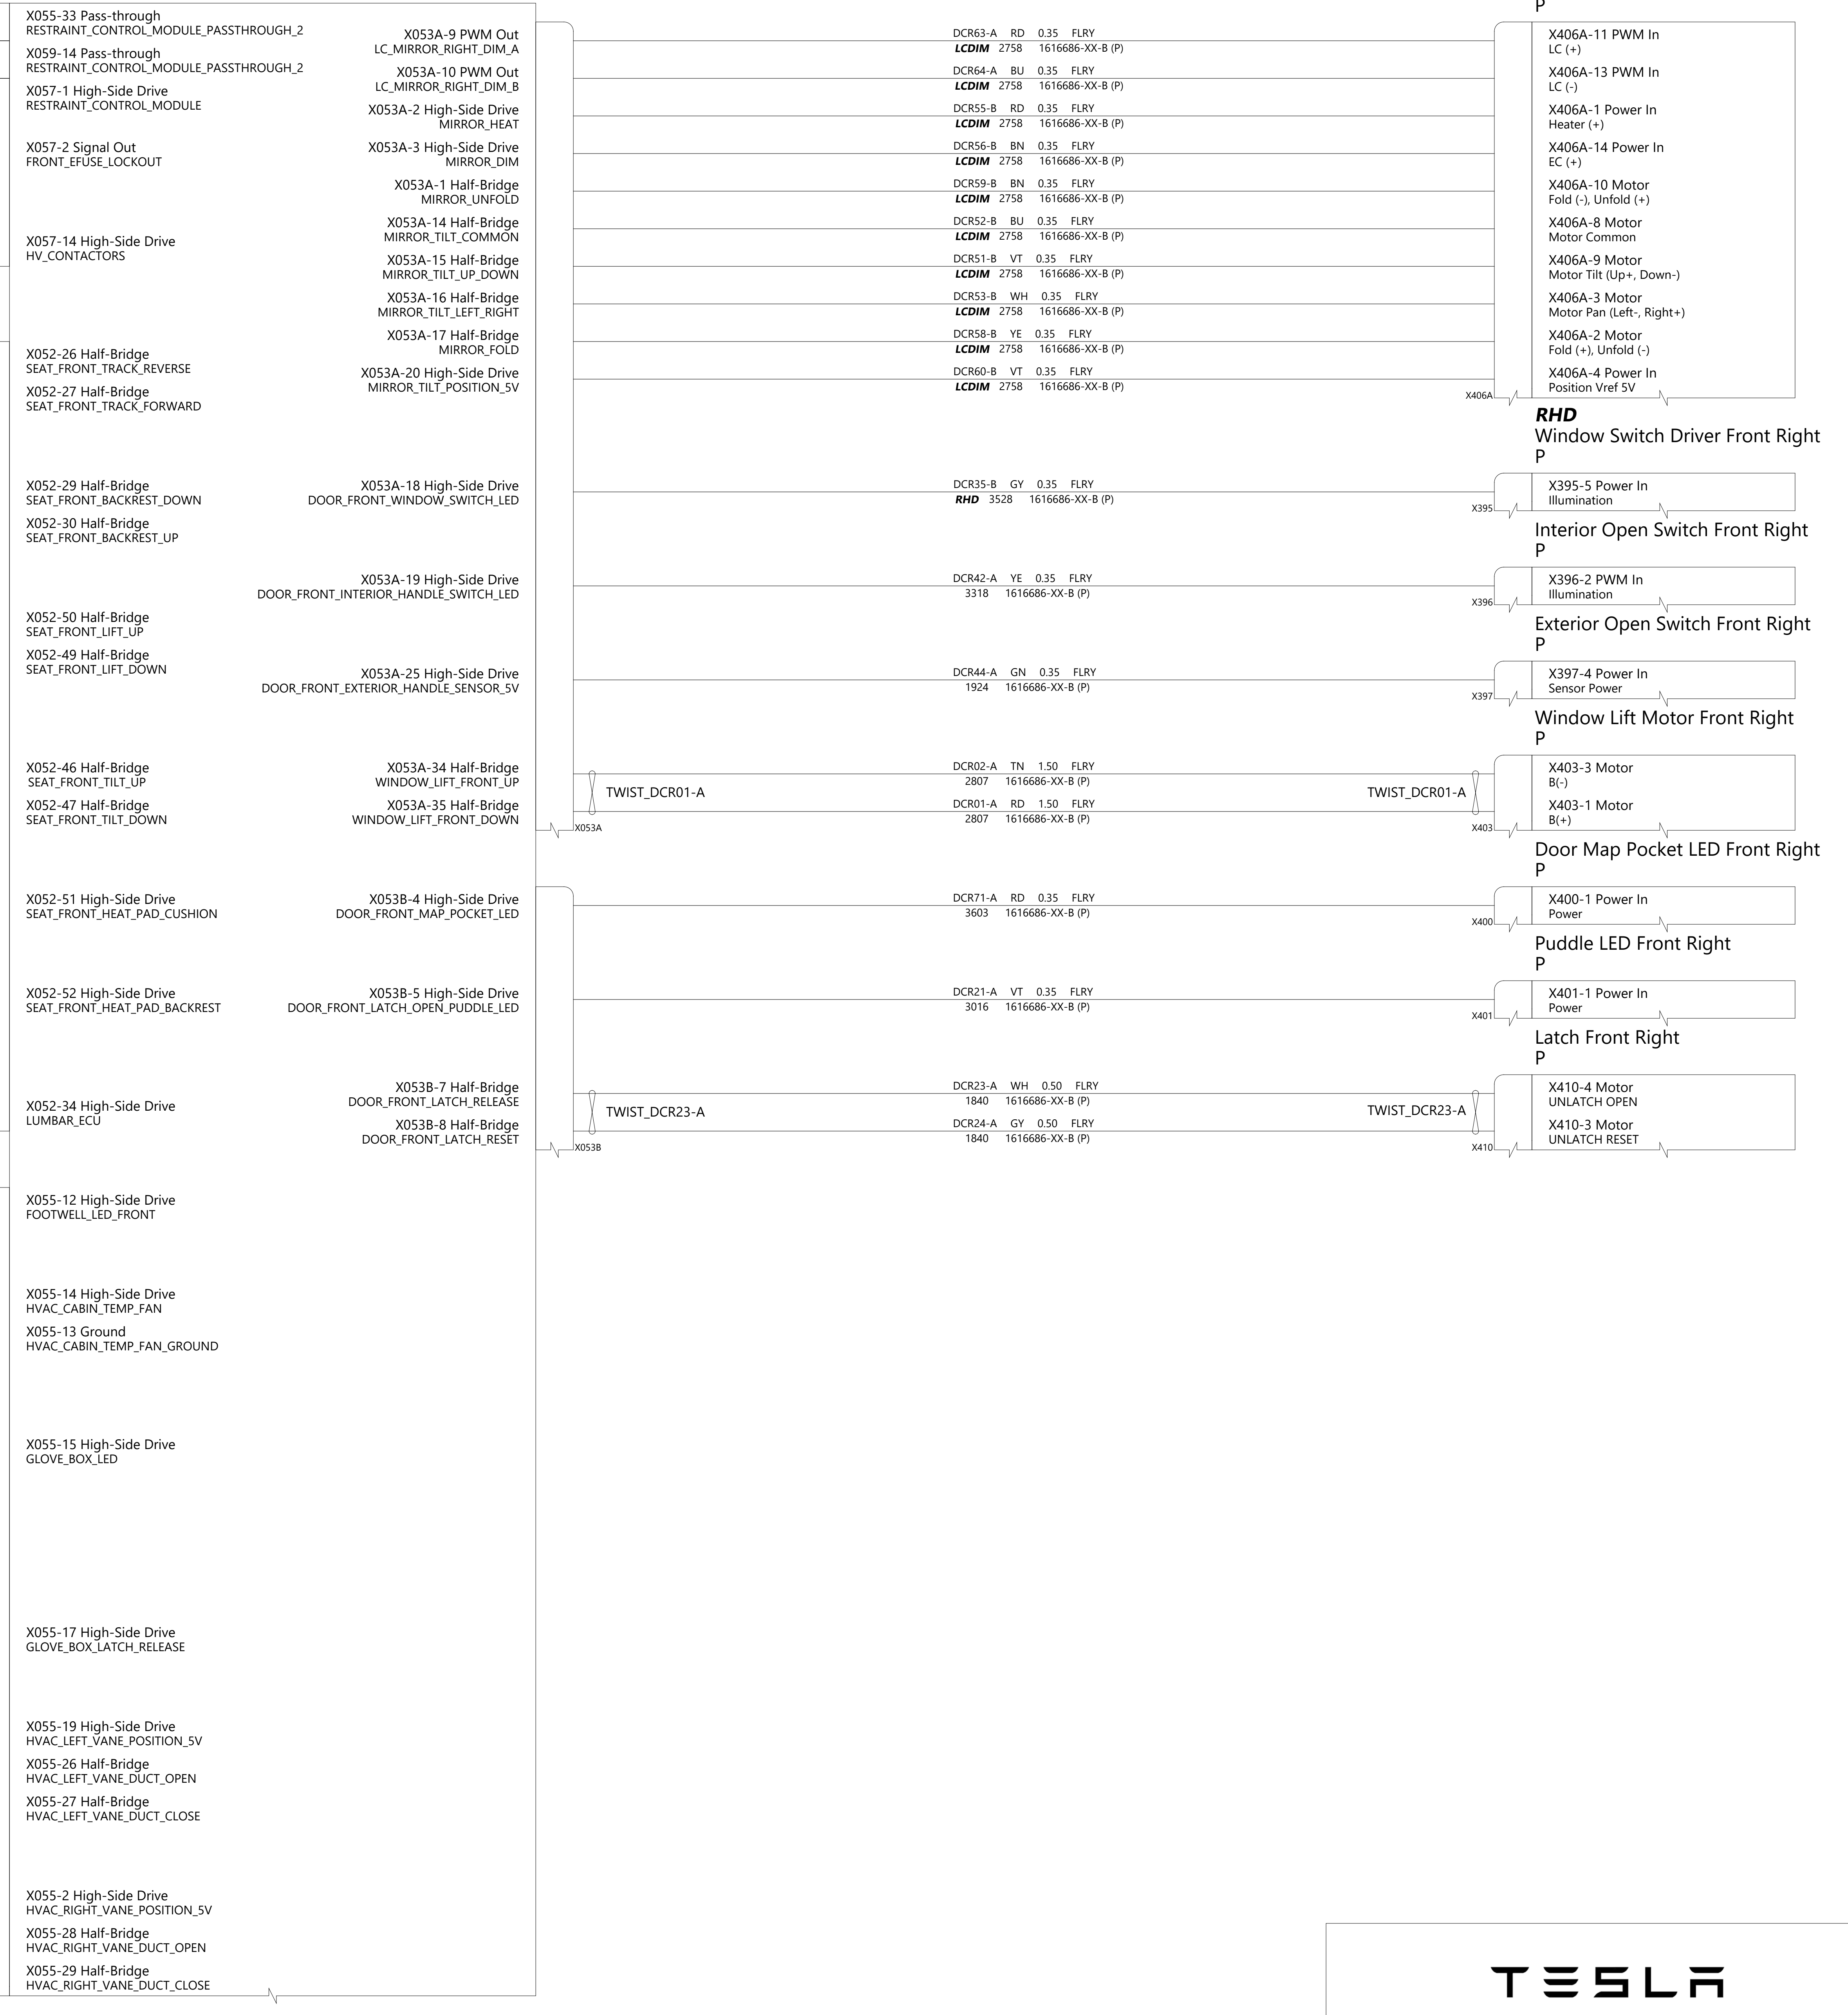 X055-33 Pass-through
RESTRAINT_CONTROL_MODULE_PASSTHROUGH_2
X059-14 Pass-through
RESTRAINT_CONTROL_MODULE_PASSTHROUGH_2
X057-1 High-Side Drive
RESTRAINT_CONTROL_MODULE
X057-2 Signal Out
FRONT_EFUSE_LOCKOUT
X057-14 High-Side Drive
HV_CONTACTORS
X052-26 Half-Bridge
SEAT_FRONT_TRACK_REVERSE
X052-27 Half-Bridge
SEAT_FRONT_TRACK_FORWARD
X052-29 Half-Bridge
SEAT_FRONT_BACKREST_DOWN
X052-30 Half-Bridge
SEAT_FRONT_BACKREST_UP
X052-50 Half-Bridge
SEAT_FRONT_LIFT_UP
X052-49 Half-Bridge
SEAT_FRONT_LIFT_DOWN
X052-46 Half-Bridge
SEAT_FRONT_TILT_UP
X052-47 Half-Bridge
SEAT_FRONT_TILT_DOWN
X052-51 High-Side Drive
SEAT_FRONT_HEAT_PAD_CUSHION
X052-52 High-Side Drive
SEAT_FRONT_HEAT_PAD_BACKREST
X052-34 High-Side Drive
LUMBAR_ECU
X055-12 High-Side Drive
FOOTWELL_LED_FRONT
X055-14 High-Side Drive
HVAC_CABIN_TEMP_FAN
X055-13 Ground
HVAC_CABIN_TEMP_FAN_GROUND
X055-15 High-Side Drive
GLOVE_BOX_LED
X055-17 High-Side Drive
GLOVE_BOX_LATCH_RELEASE
X055-19 High-Side Drive
HVAC_LEFT_VANE_POSITION_5V
X055-26 Half-Bridge
HVAC_LEFT_VANE_DUCT_OPEN
X055-27 Half-Bridge
HVAC_LEFT_VANE_DUCT_CLOSE
X055-2 High-Side Drive
HVAC_RIGHT_VANE_POSITION_5V
X055-28 Half-Bridge
HVAC_RIGHT_VANE_DUCT_OPEN
X055-29 Half-Bridge
HVAC_RIGHT_VANE_DUCT_CLOSE
X053A-9 PWM Out
LC_MIRROR_RIGHT_DIM_A
X053A-10 PWM Out
LC_MIRROR_RIGHT_DIM_B
X053A-2 High-Side Drive
MIRROR_HEAT
X053A-3 High-Side Drive
MIRROR_DIM
X053A-1 Half-Bridge
MIRROR_UNFOLD
X053A-14 Half-Bridge
MIRROR_TILT_COMMON
X053A-15 Half-Bridge
MIRROR_TILT_UP_DOWN
X053A-16 Half-Bridge
MIRROR_TILT_LEFT_RIGHT
X053A-17 Half-Bridge
MIRROR_FOLD
X053A-20 High-Side Drive
MIRROR_TILT_POSITION_5V
X053A-18 High-Side Drive
DOOR_FRONT_WINDOW_SWITCH_LED
X053A-19 High-Side Drive
DOOR_FRONT_INTERIOR_HANDLE_SWITCH_LED
X053A-25 High-Side Drive
DOOR_FRONT_EXTERIOR_HANDLE_SENSOR_5V
X053A-34 Half-Bridge
WINDOW_LIFT_FRONT_UP
X053A-35 Half-Bridge
WINDOW_LIFT_FRONT_DOWN
X053A
X053B-4 High-Side Drive
DOOR_FRONT_MAP_POCKET_LED
X053B-5 High-Side Drive
DOOR_FRONT_LATCH_OPEN_PUDDLE_LED
X053B-7 Half-Bridge
DOOR_FRONT_LATCH_RELEASE
X053B-8 Half-Bridge
DOOR_FRONT_LATCH_RESET
X053B
DCR63-A RD 0.35 FLRY
LCDIM 2758 1616686-XX-B (P)
DCR64-A BU 0.35 FLRY
LCDIM 2758 1616686-XX-B (P)
DCR55-B RD 0.35 FLRY
LCDIM 2758 1616686-XX-B (P)
DCR56-B BN 0.35 FLRY
LCDIM 2758 1616686-XX-B (P)
DCR59-B BN 0.35 FLRY
LCDIM 2758 1616686-XX-B (P)
DCR52-B BU 0.35 FLRY
LCDIM 2758 1616686-XX-B (P)
DCR51-B VT 0.35 FLRY
LCDIM 2758 1616686-XX-B (P)
DCR53-B WH 0.35 FLRY
LCDIM 2758 1616686-XX-B (P)
DCR58-B YE 0.35 FLRY
LCDIM 2758 1616686-XX-B (P)
DCR60-B VT 0.35 FLRY
LCDIM 2758 1616686-XX-B (P)
DCR35-B GY 0.35 FLRY
RHD 3528 1616686-XX-B (P)
DCR42-A YE 0.35 FLRY
3318 1616686-XX-B (P)
DCR44-A GN 0.35 FLRY
1924 1616686-XX-B (P)
DCR02-A TN 1.50 FLRY
2807 1616686-XX-B (P)
TWIST_DCR01-A
TWIST_DCR01-A
DCR01-A RD 1.50 FLRY
2807 1616686-XX-B (P)
DCR71-A RD 0.35 FLRY
3603 1616686-XX-B (P)
DCR21-A VT 0.35 FLRY
3016 1616686-XX-B (P)
DCR23-A WH 0.50 FLRY
1840 1616686-XX-B (P)
TWIST_DCR23-A
TWIST_DCR23-A
DCR24-A GY 0.50 FLRY
1840 1616686-XX-B (P)
P
X406A-11 PWM In
LC (+)
X406A-13 PWM In
LC (-)
X406A-1 Power In
Heater (+)
X406A-14 Power In
EC (+)
X406A-10 Motor
Fold (-), Unfold (+)
X406A-8 Motor
Motor Common
X406A-9 Motor
Motor Tilt (Up+, Down-)
X406A-3 Motor
Motor Pan (Left-, Right+)
X406A-2 Motor
Fold (+), Unfold (-)
X406A-4 Power In
Position Vref 5V
X406A
RHD
Window Switch Driver Front Right
P
X395-5 Power In
Illumination
X395
Interior Open Switch Front Right
P
X396-2 PWM In
Illumination
X396
Exterior Open Switch Front Right
P
X397-4 Power In
Sensor Power
X397
Window Lift Motor Front Right
P
X403-3 Motor
B(-)
X403-1 Motor
B(+)
X403
Door Map Pocket LED Front Right
P
X400-1 Power In
Power
X400
Puddle LED Front Right
P
X401-1 Power In
Power
X401
Latch Front Right
P
X410-4 Motor
UNLATCH OPEN
X410-3 Motor
UNLATCH RESET
X410
TESLA